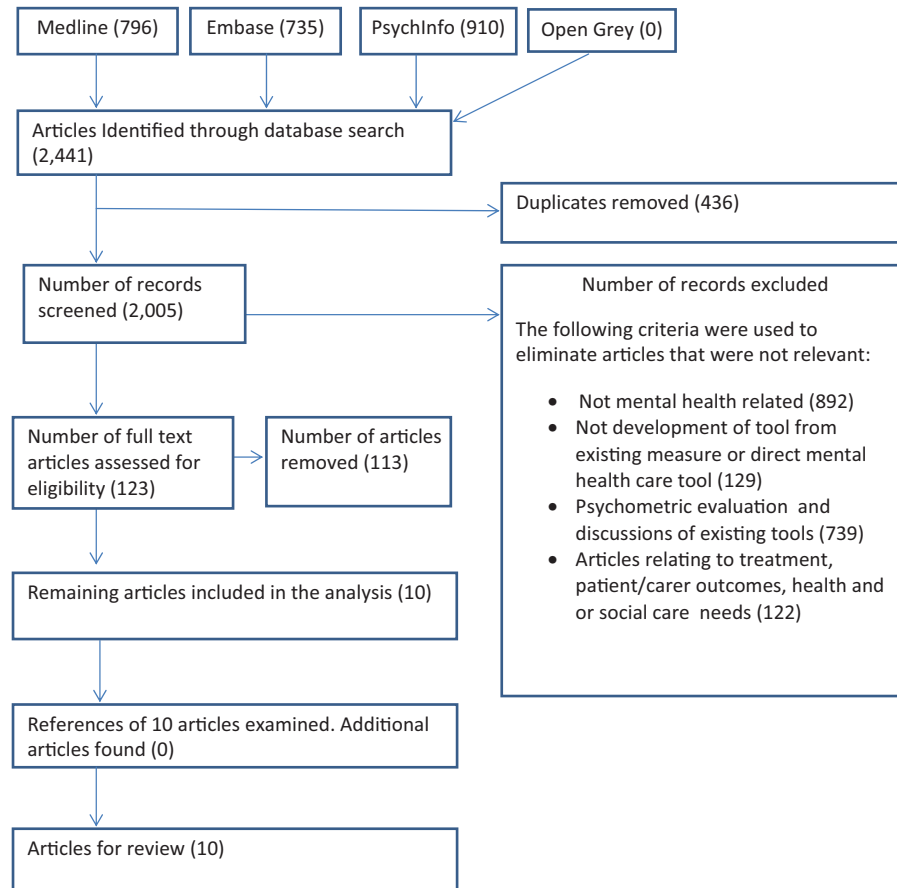 Medline (796)
Embase (735)
PsychInfo (910)
Open Grey (0)
Articles Identified through database search
(2,441)
Duplicates removed (436)
Number of records
screened (2,005)
Number of records excluded
The following criteria were used to
eliminate articles that were not relevant:
• Not mental health related (892)
• Not development of tool from
existing measure or direct mental
health care tool (129)
• Psychometric evaluation and
discussions of existing tools (739)
• Articles relating to treatment,
patient/carer outcomes, health and
or social care needs (122)
Number of full text
articles assessed for
eligibility (123)
Number of articles
removed (113)
Remaining articles included in the analysis (10)
References of 10 articles examined. Additional
articles found (0)
Articles for review (10)